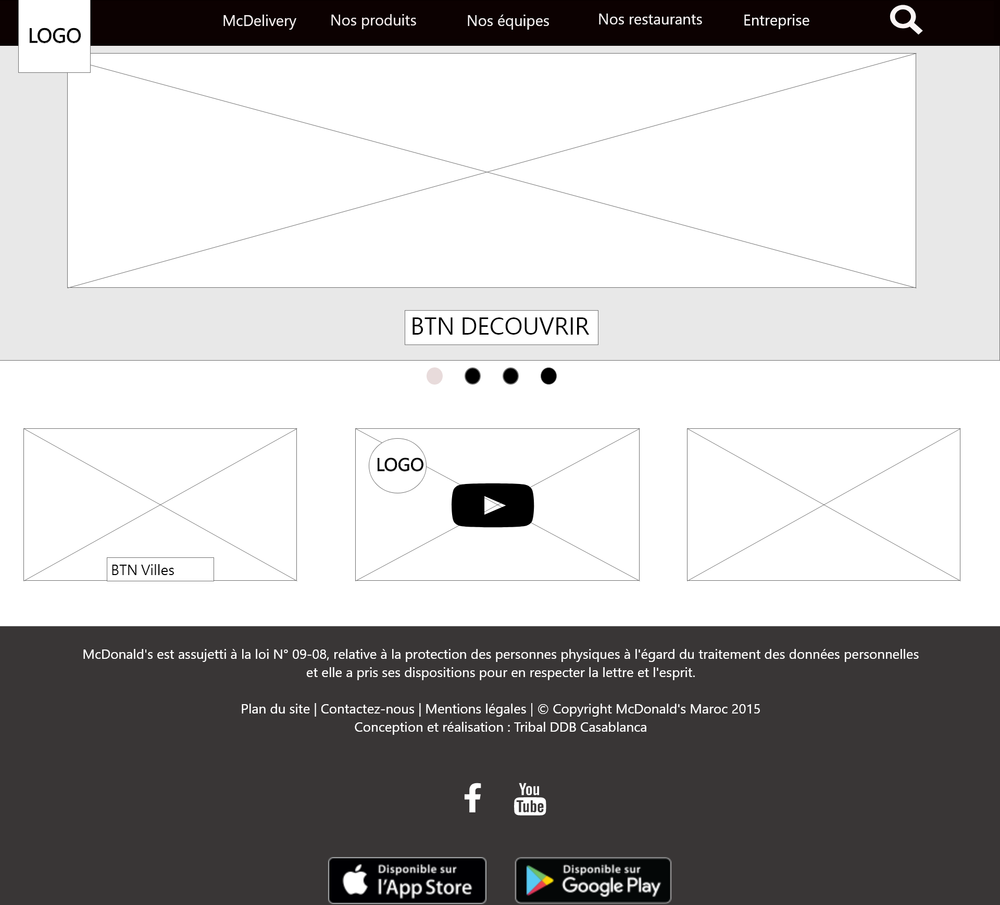 LOGO
McDelivery
Nos produits
Nos équipes
Nos restaurants
Entreprise
BTN DECOUVRIR
LOGO
BTN Villes
McDonald's est assujetti à la loi N° 09-08, relative à la protection des personnes physiques à l'égard du traitement des données personnelles
et elle a pris ses dispositions pour en respecter la lettre et l'esprit.
Plan du site | Contactez-nous | Mentions légales | © Copyright McDonald's Maroc 2015
Conception et réalisation : Tribal DDB Casablanca
You
Tube
Disponible sur
l'App Store
Disponible sur
Google Play